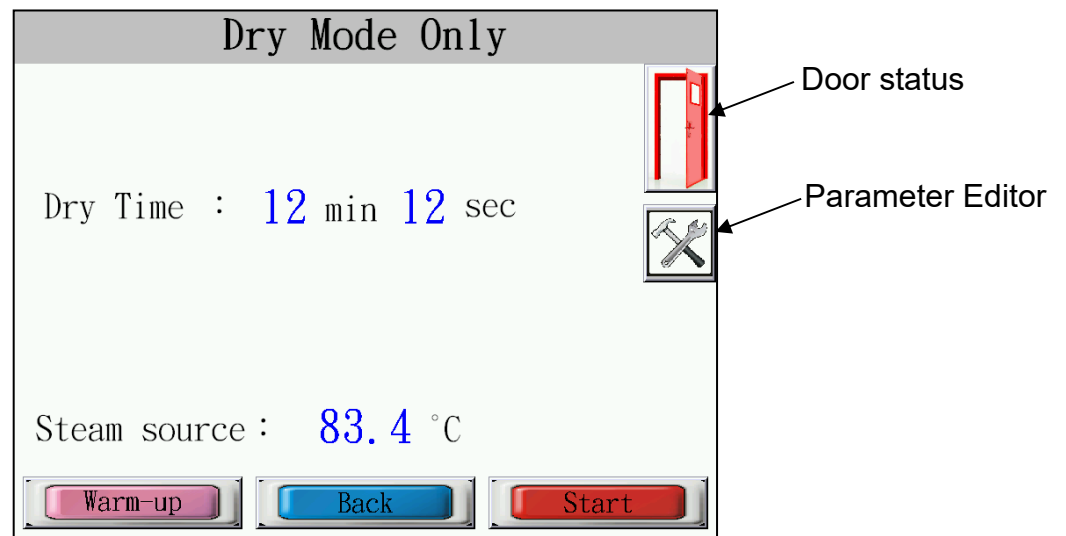 Dry Mode Only
Door status
Parameter Editor
Dry Time : 12 min 12 sec
Steam source: 83.4 °C
Warm-up Back Start